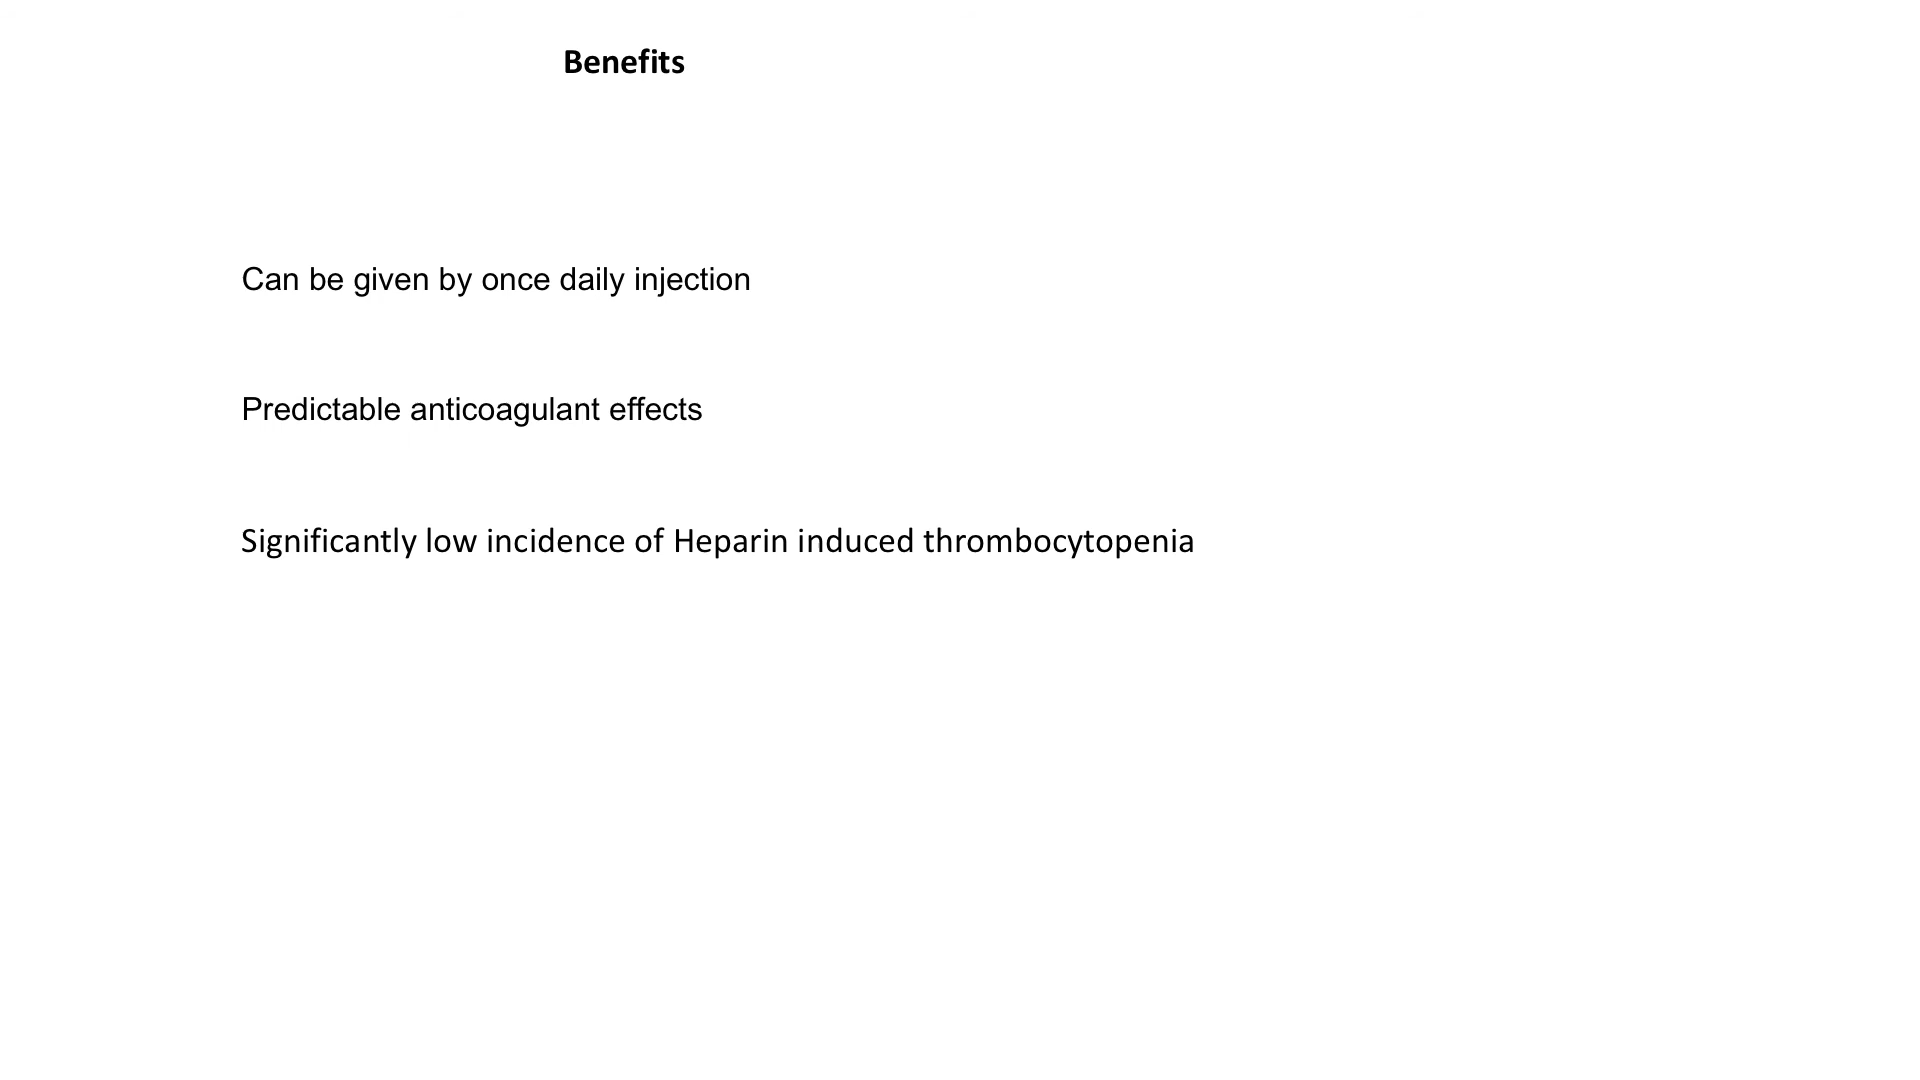 Benefits
Can be given by once daily injection
Predictable anticoagulant effects
Significantly low incidence of Heparin induced thrombocytopenia